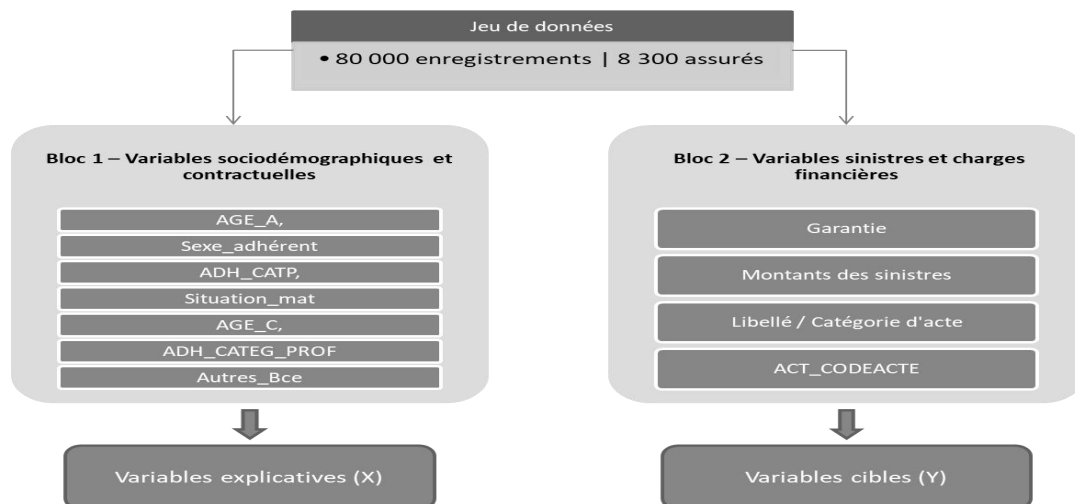 Jeu de données
• 80 000 enregistrements | 8 300 assurés
Bloc 1 – Variables sociodémographiques et
contractuelles
AGE_A,
Sexe_adhérent
ADH_CATP,
Situation_mat
AGE_C,
ADH_CATEG_PROF
Autres_Bce
Variables explicatives (X)
Bloc 2 – Variables sinistres et charges
financières
Garantie
Montants des sinistres
Libellé / Catégorie d'acte
ACT_CODEACTE
Variables cibles (Y)